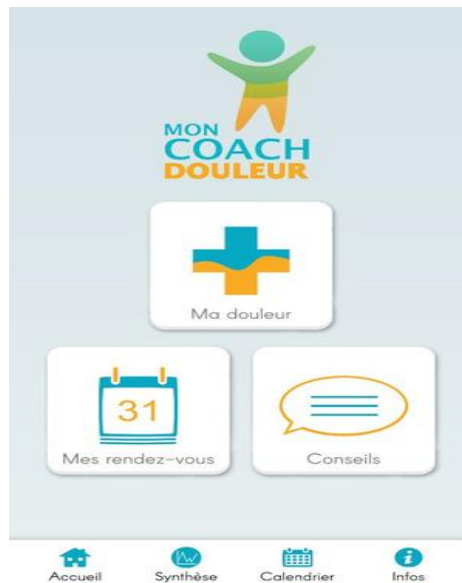 MON
COACH
DOULEUR
Ma douleur
31
Mes rendez-vous
Conseils
Accueil
Synthèse
Calendrier
Infos